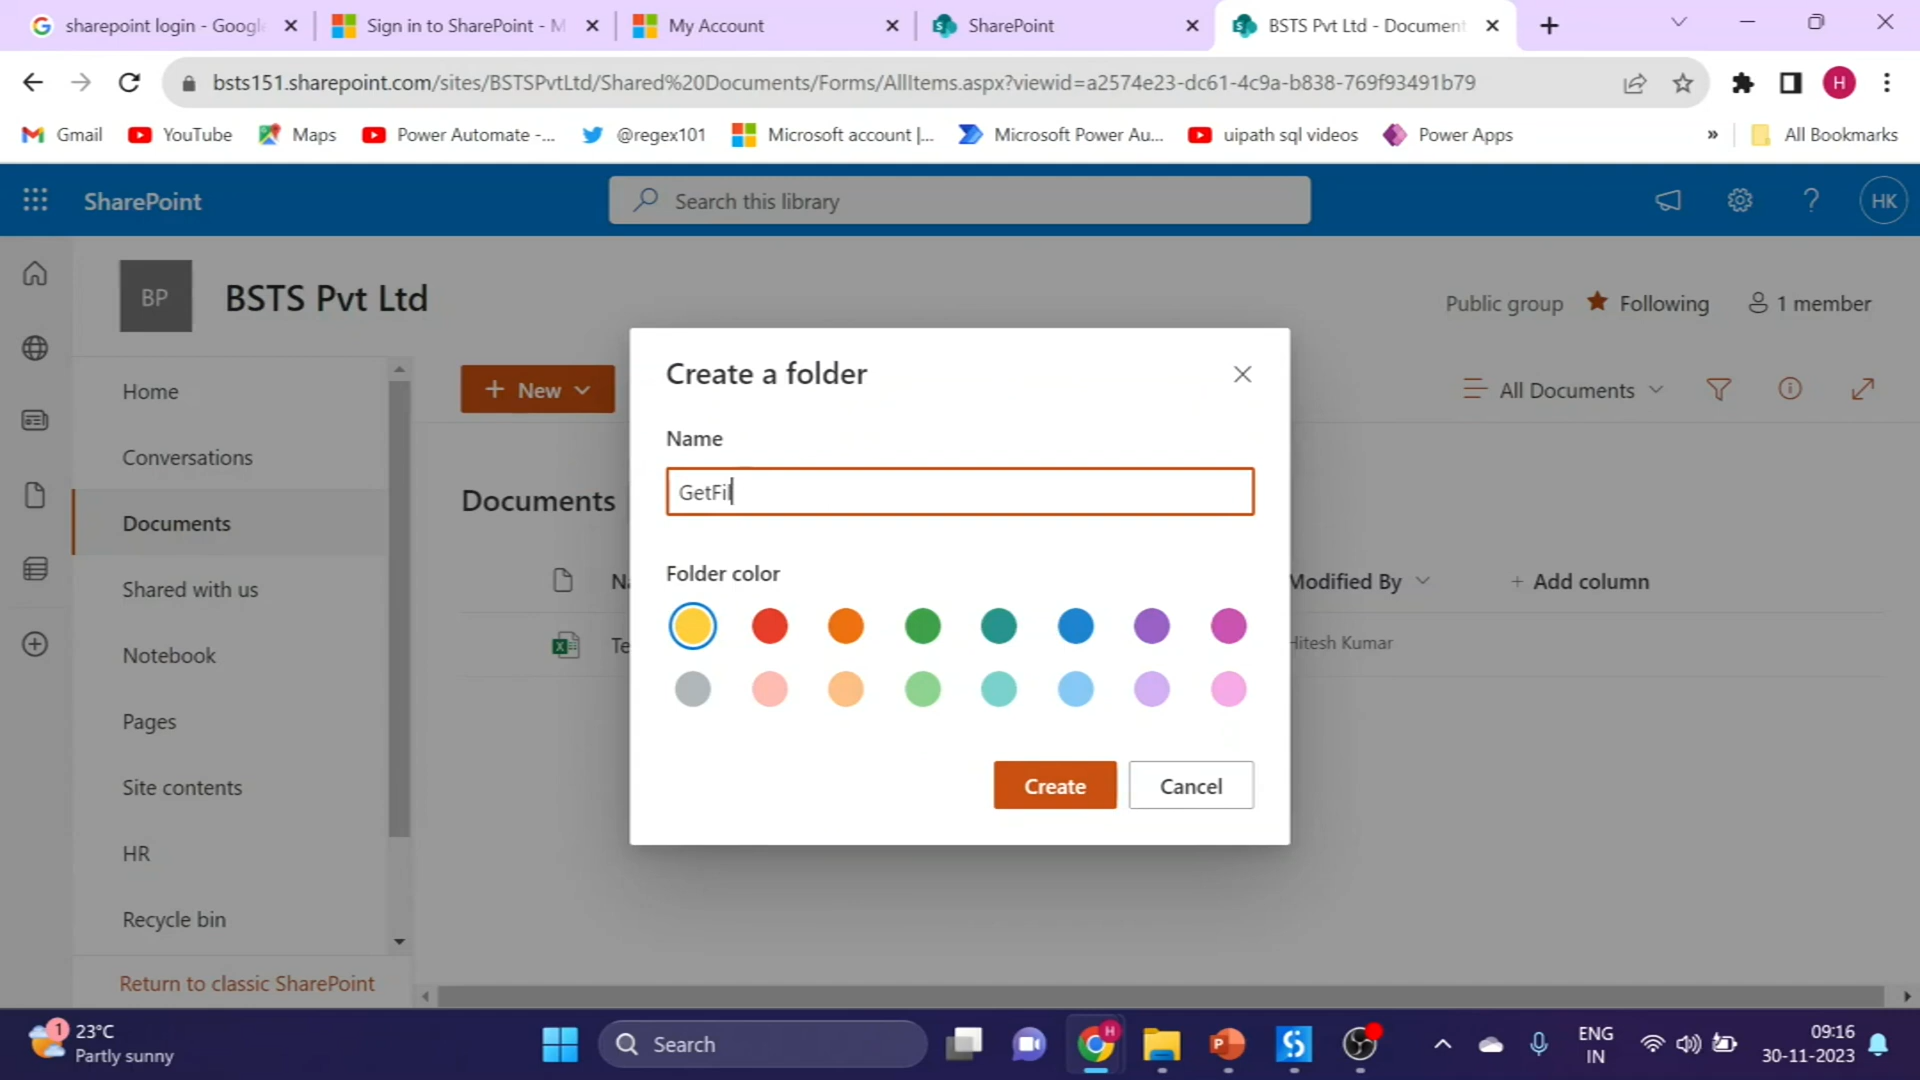 sharepoint login - Google
Sign in to SharePoint - M
My Account
SharePoint
BSTS Pvt Ltd - Document
bsts151.sharepoint.com/sites/BSTSPvtLtd/Shared%20Documents/Forms/AllItems.aspx?viewid=a2574e23-dc61-4c9a-b838-769f93491b79
H
Gmail
YouTube
Maps
Power Automate -...
@regex101
Microsoft account |...
Microsoft Power Au...
uipath sql videos
Power Apps
»
All Bookmarks
SharePoint
Search this library
?
HK
BP
BSTS Pvt Ltd
Public group
Following
1 member
Home
Conversations
Documents
Shared with us
Notebook
Pages
Site contents
HR
Recycle bin
Return to classic SharePoint
+ New
All Documents
Documents
Na
Modified By
+ Add column
Te
Hitesh Kumar
Create a folder
Name
GetFil
Folder color
Create
Cancel
1
23°C
Partly sunny
Search
H
P
ENG
IN
09:16
30-11-2023